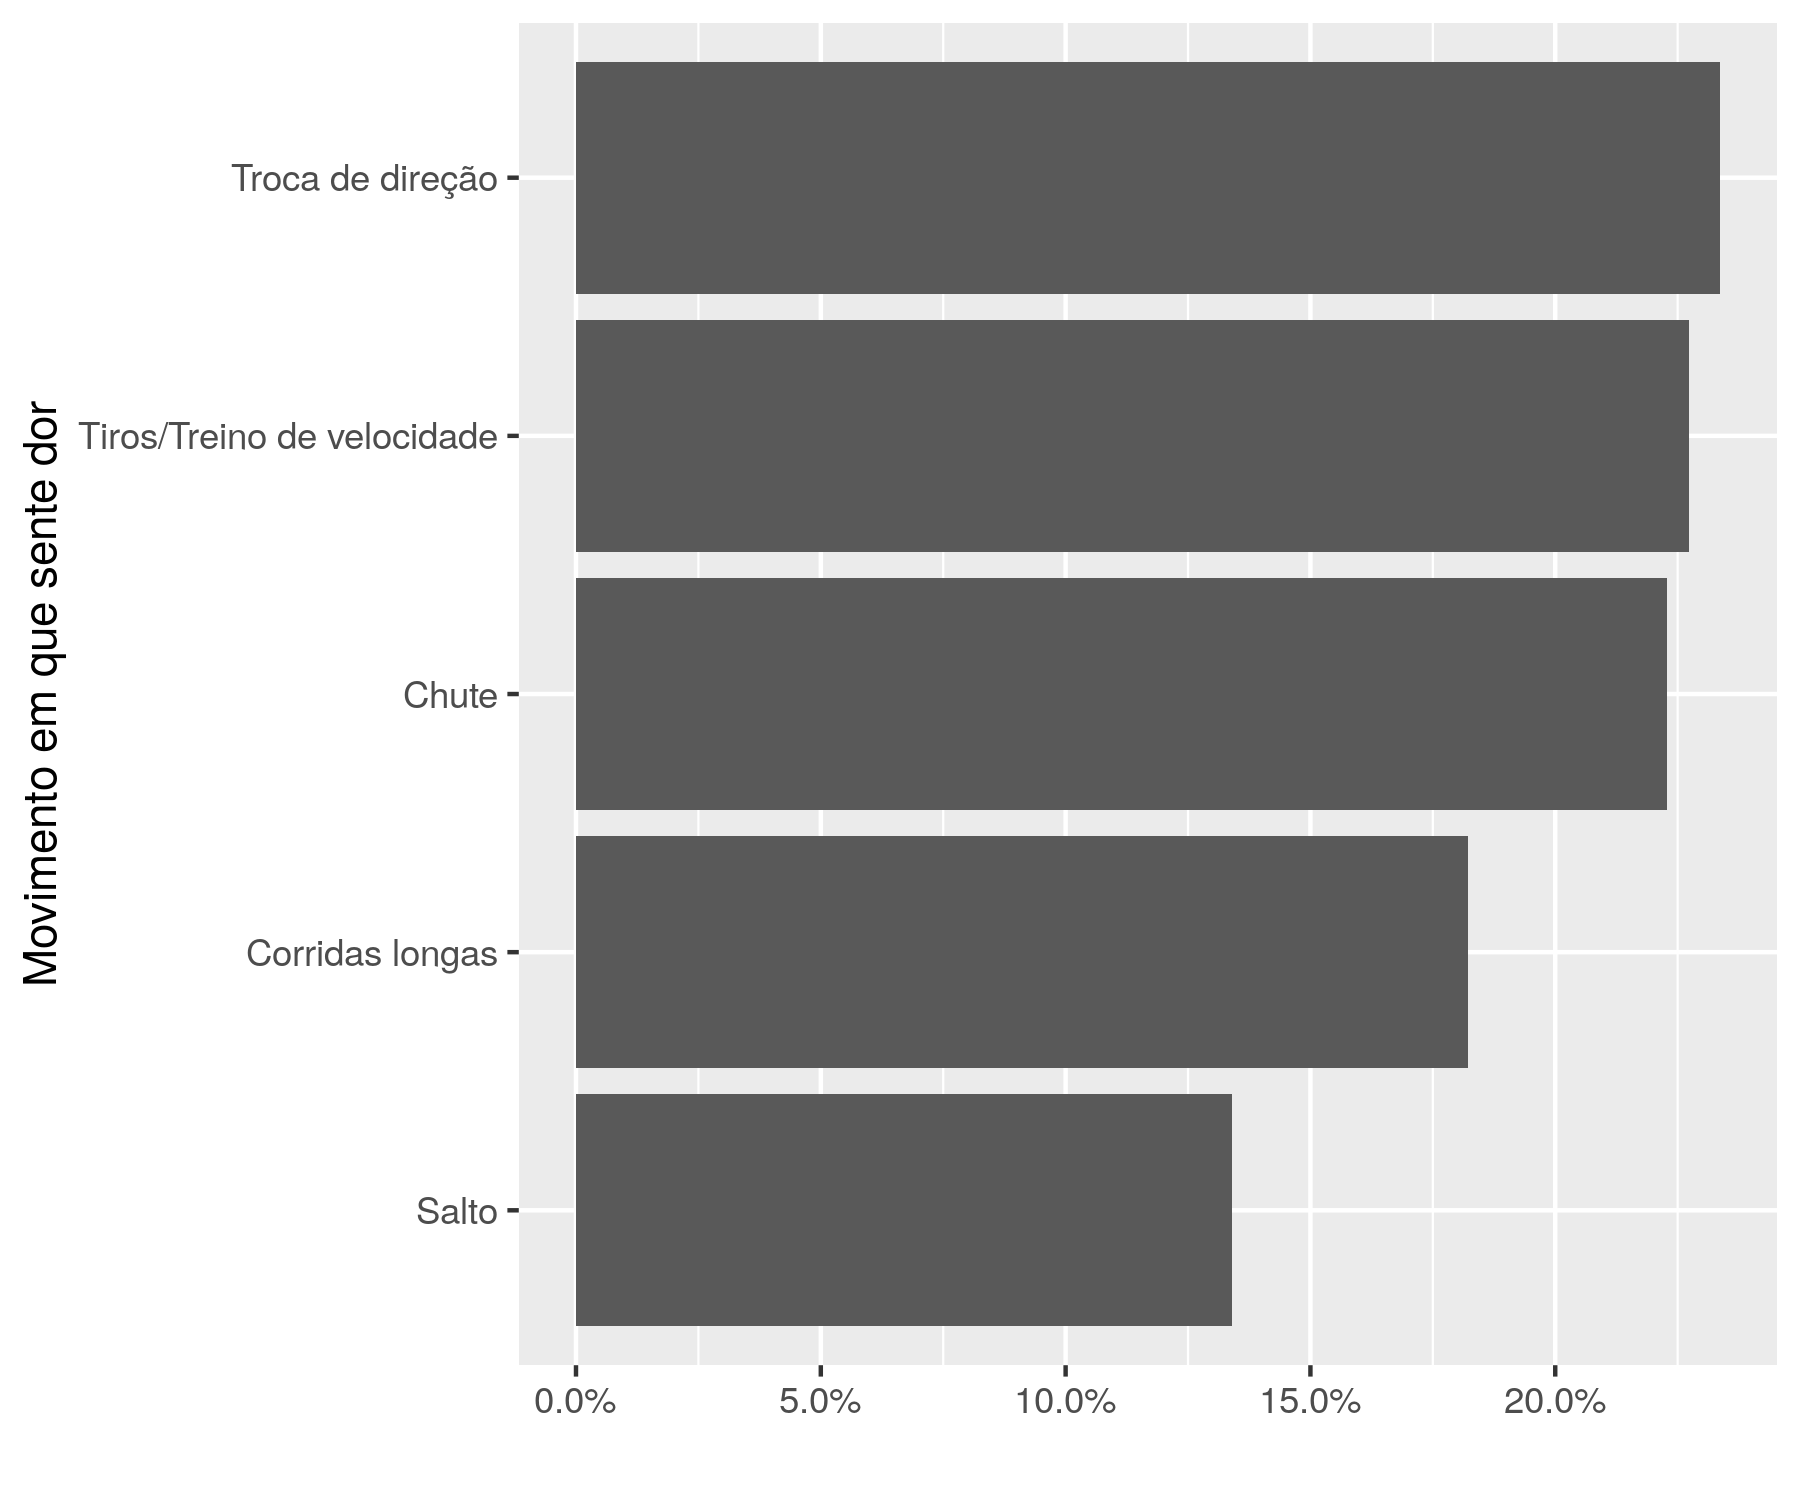 Movimento em que sente dor
Troca de direção
Tiros/Treino de velocidade
Chute
Corridas longas
Salto
0.0% 5.0% 10.0% 15.0% 20.0%